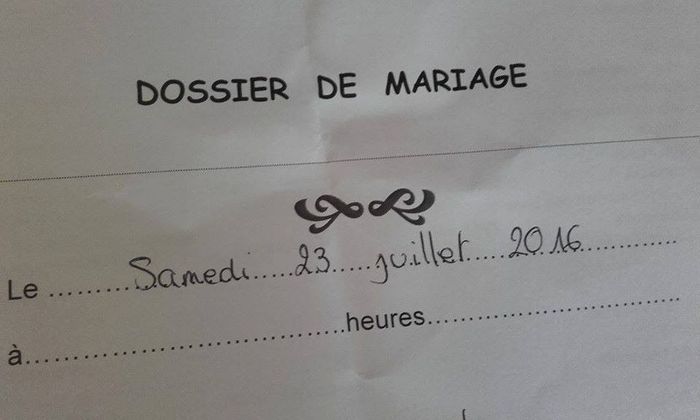 DOSSIER DE MARIAGE
Le .........Samedi.....23.....juillet.....2016.............
à....................................heures............................